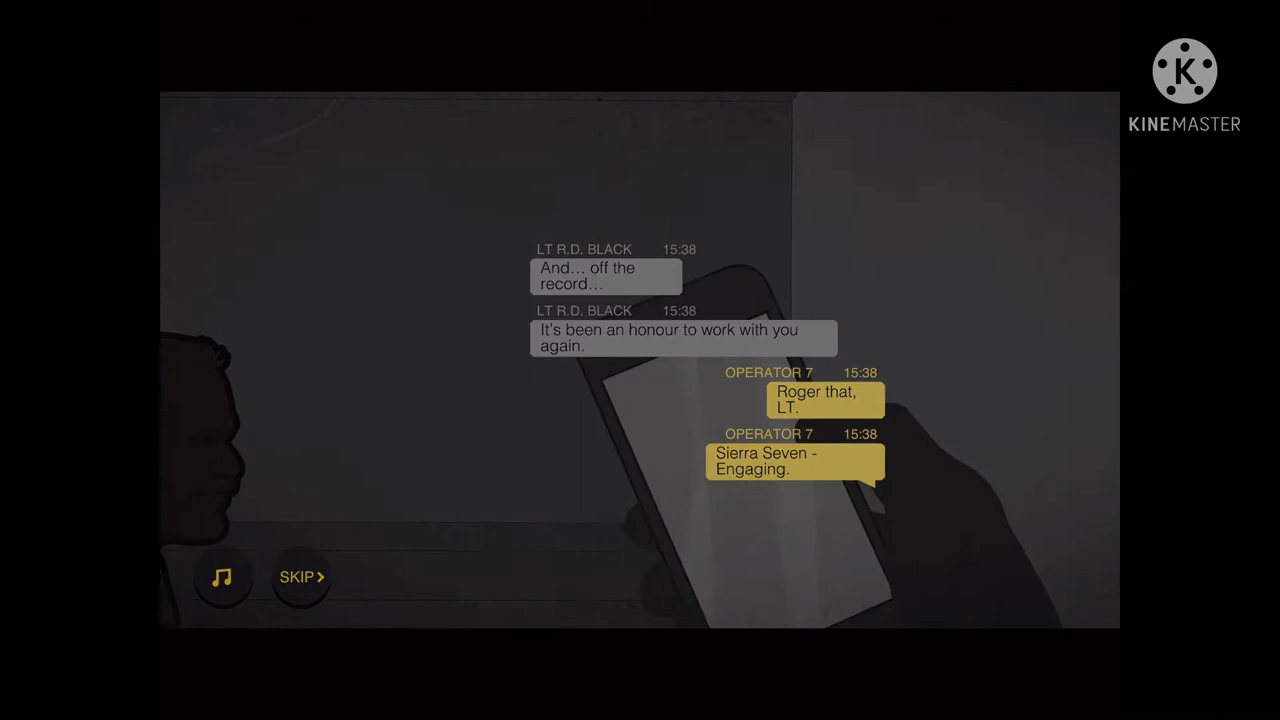 K
KINEMASTER
LT R.D. BLACK 15:38
And... off the
record...
LT R.D. BLACK 15:38
It's been an honour to work with you
again.
OPERATOR 7 15:38
Roger that,
LT.
OPERATOR 7 15:38
Sierra Seven -
Engaging.
SKIP